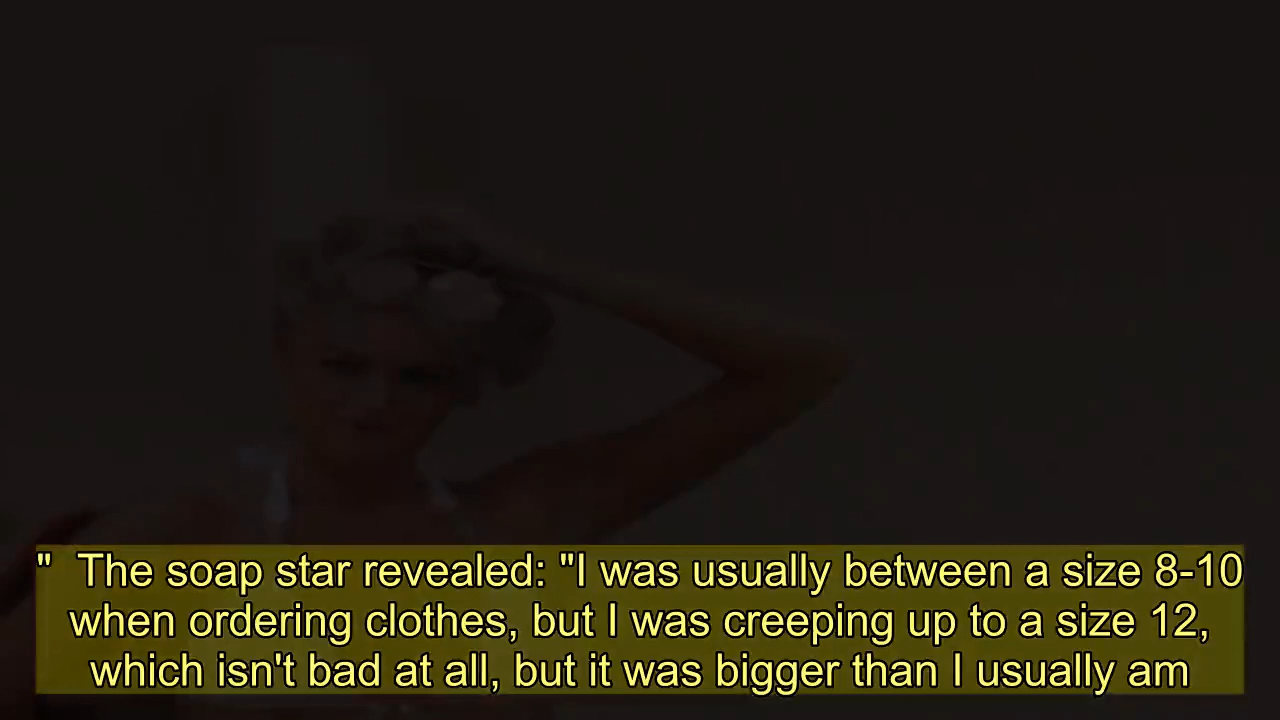 "  The soap star revealed: "I was usually between a size 8-10
when ordering clothes, but I was creeping up to a size 12,
which isn't bad at all, but it was bigger than I usually am